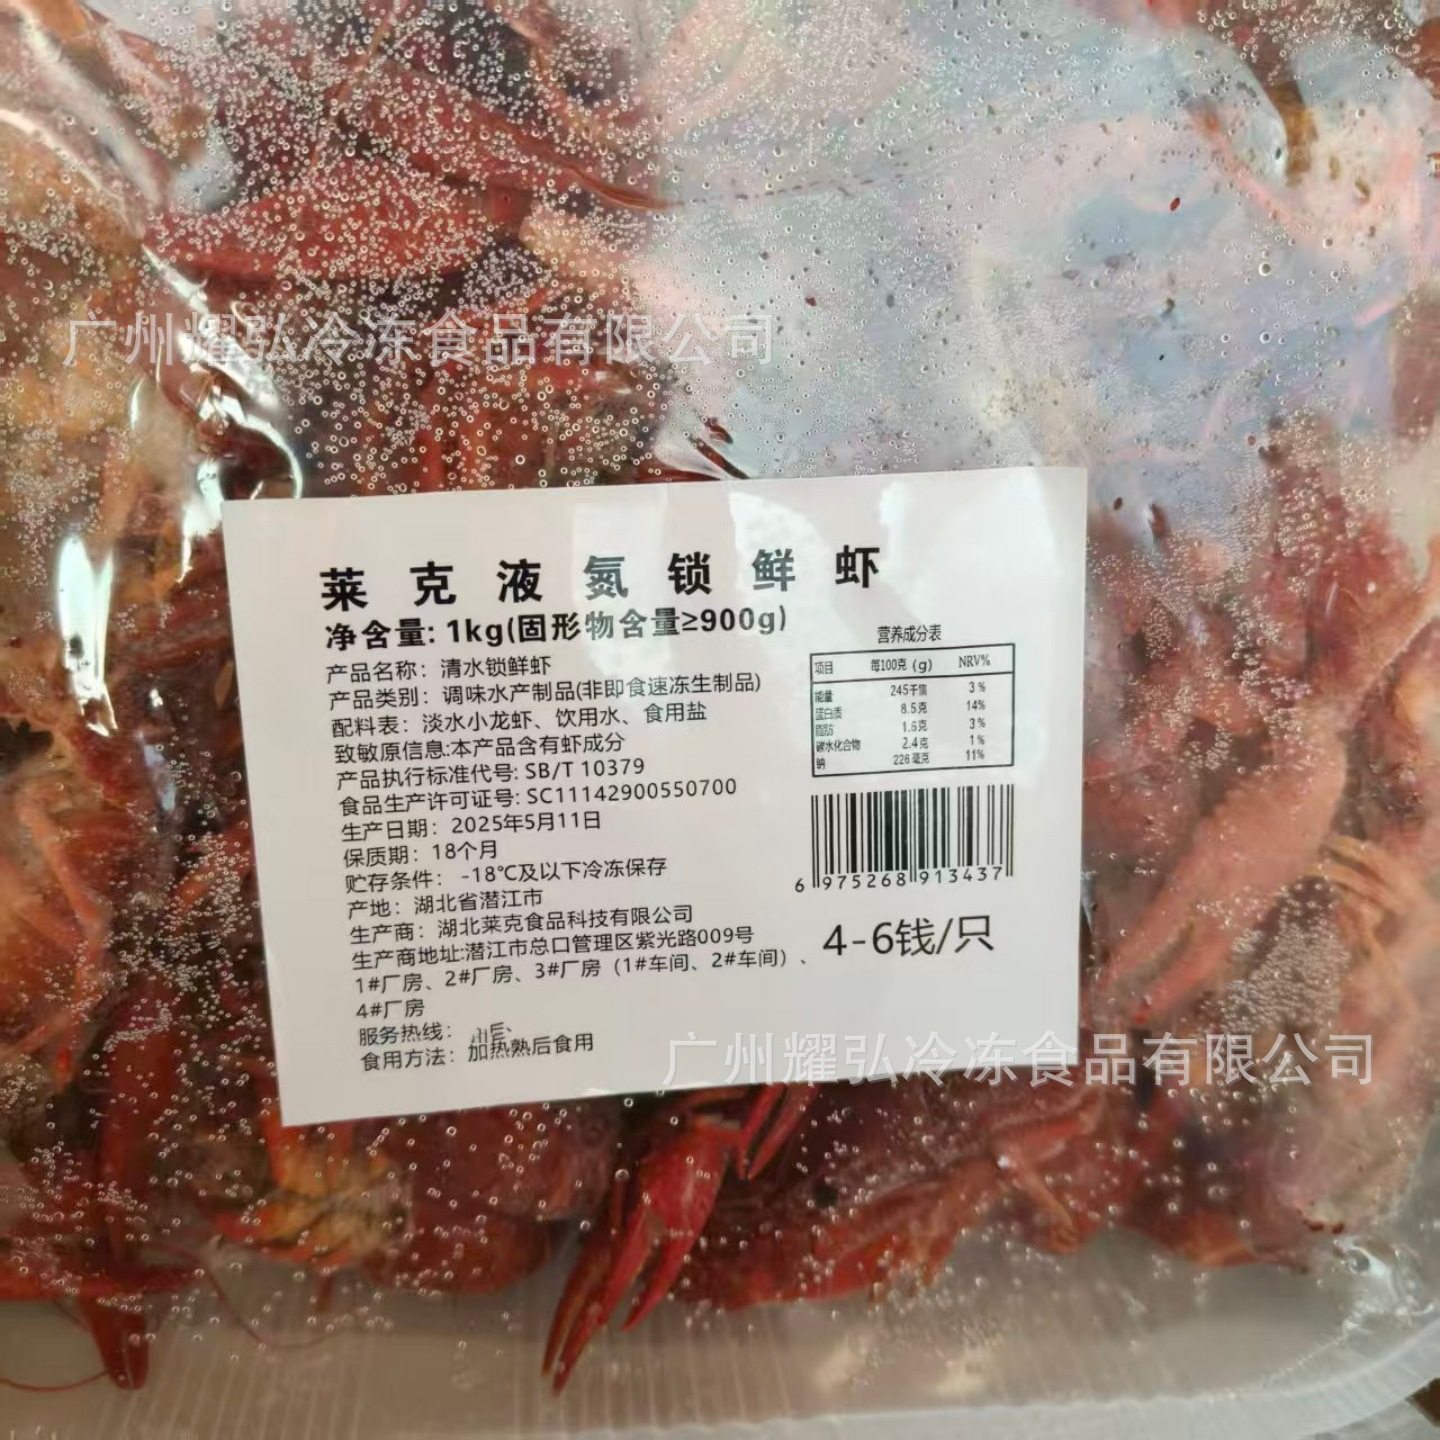 广州耀弘冷冻食品有限公司
莱克液氮锁鲜虾
净含量: 1kg(固形物含量≥900g)
产品名称：清水锁鲜虾
产品类别：调味水产制品(非即食速冻生制品)
配料表：淡水小龙虾、饮用水、食用盐
致敏原信息:本产品含有虾成分
产品执行标准代号: SB/T 10379
食品生产许可证号: SC11142900550700
生产日期：2025年5月11日
保质期：18个月
贮存条件： -18℃及以下冷冻保存
产地：湖北省潜江市
生产商：湖北莱克食品科技有限公司
生产商地址:潜江市总口管理区紫光路009号
1#厂房、2#厂房、3#厂房（1#车间、2#车间）、
4#厂房
服务热线：
食用方法：加热熟后食用
营养成分表
项目 每100克 (g) NRV%
能量 245千焦 3%
蛋白质 8.5克 14%
脂肪 1.6克 3%
碳水化合物 2.4克 1%
钠 226毫克 11%
6 975268 913437
4-6钱/只
广州耀弘冷冻食品有限公司